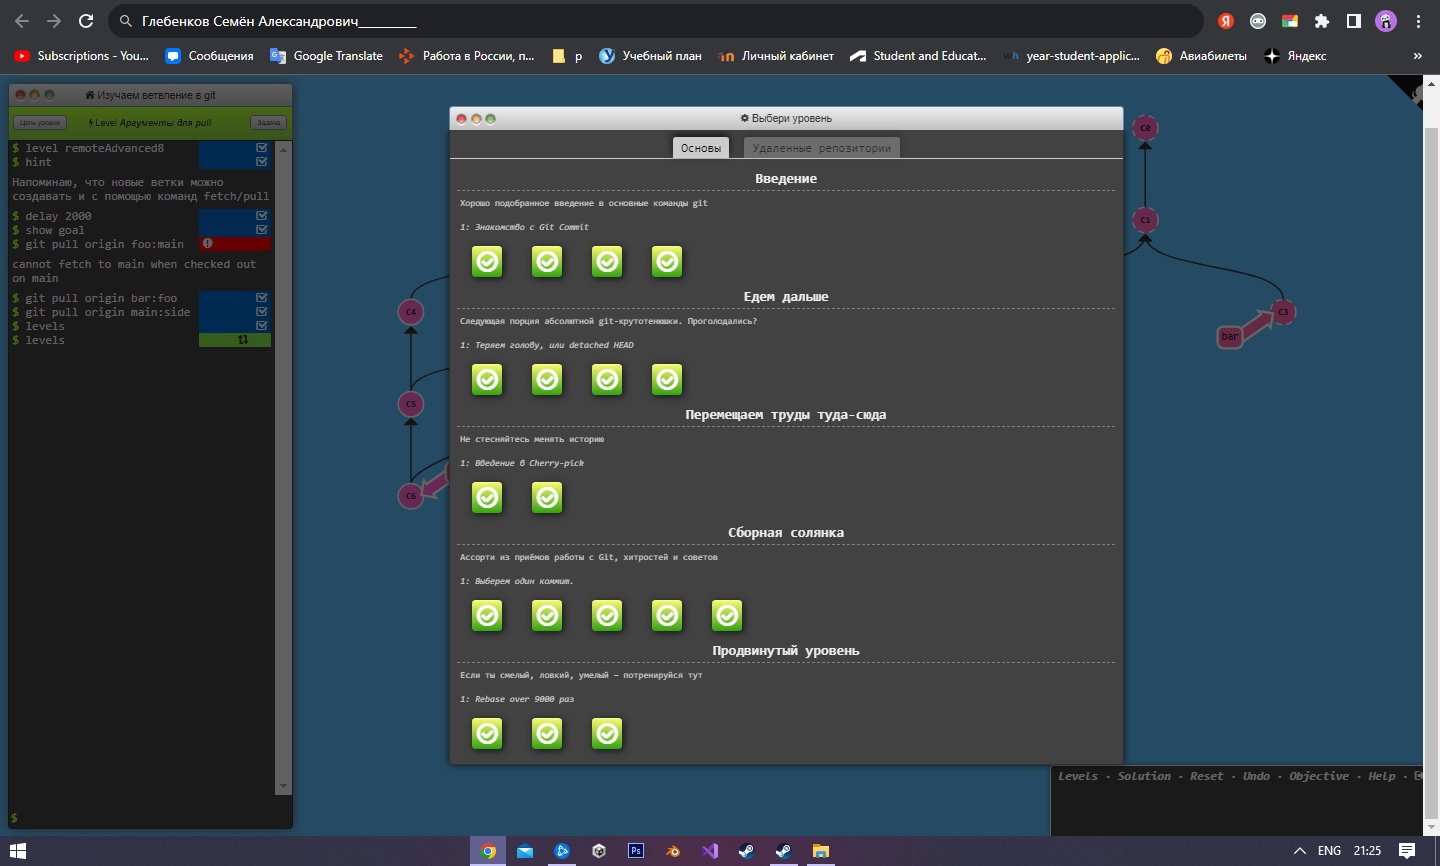 Глебенков Семён Александрович_________
Subscriptions - You...
Сообщения
Google Translate
Работа в России, п...
р
Учебный план
Личный кабинет
Student and Educat...
wh year-student-applic...
Авиабилеты
Яндекс
»
Изучаем ветвление в git
Цель уровня
Level Аргументы для pull
Задача
$ level remoteAdvanced8
$ hint
Напоминаю, что новые ветки можно
создавать и с помощью команд fetch/pull
$ delay 2000
$ show goal
$ git pull origin foo:main
cannot fetch to main when checked out
on main
$ git pull origin bar:foo
$ git pull origin main:side
$ levels
$ levels
$
Выбери уровень
Основы
Удаленные репозитории
Введение
Хорошо подобранное введение в основные команды git
1: Знакомство с Git Commit
Едем дальше
Следующая порция абсолютной git-крутотенюшки. Проголодались?
1: Теряем голову, или detached HEAD
Перемещаем труды туда-сюда
Не стесняйтесь менять историю
1: Введение в Cherry-pick
Сборная солянка
Ассорти из приёмов работы с Git, хитростей и советов
1: Выберем один коммит.
Продвинутый уровень
Если ты смелый, ловкий, умелый – потренируйся тут
1: Rebase over 9000 раз
C4
C5
C6
C0
C1
C3
bar
Levels - Solution - Reset - Undo - Objective - Help -
Ps
ENG
21:25